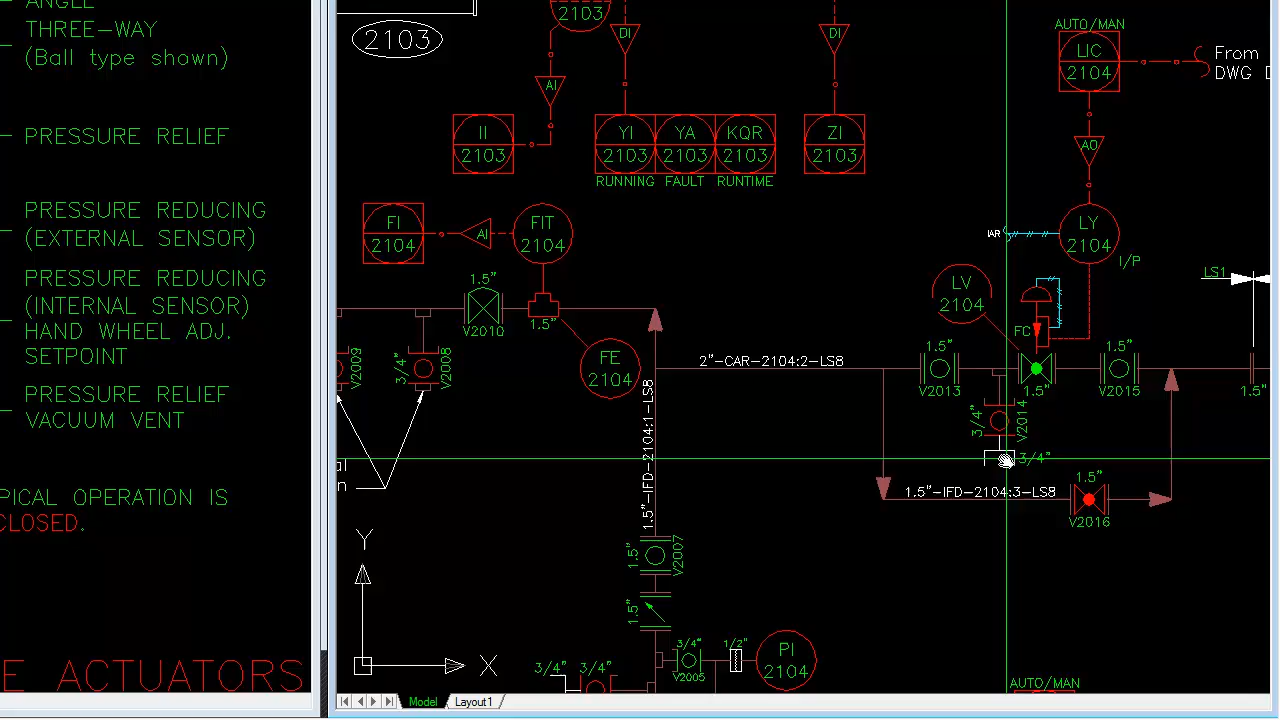 ANGLE
THREE-WAY
(Ball type shown)
PRESSURE RELIEF
PRESSURE REDUCING
(EXTERNAL SENSOR)
PRESSURE REDUCING
(INTERNAL SENSOR)
HAND WHEEL ADJ.
SETPOINT
PRESSURE RELIEF
VACUUM VENT
PICAL OPERATION IS
CLOSED.
E ACTUATORS
2103
2103
DI
DI
AI
II
2103
YI
2103
YA
2103
KQR
2103
ZI
2103
RUNNING
FAULT
RUNTIME
AUTO/MAN
LIC
2104
From
DWG
AO
FI
2104
AI
FIT
2104
IAR
LY
2104
I/P
LV
2104
LS1
1.5"
V2010
1.5"
FC
FE
2104
V2009
3/4"
V2008
2"-CAR-2104:2-LS8
1.5"
V2013
1.5"
1.5"
V2015
1.5"
1.5"-IFD-2104:1-LS8
3/4"
V2014
3/4"
al
n
1.5"-IFD-2104:3-LS8
1.5"
V2016
Y
X
1.5"
V2007
1.5"
3/4"
3/4"
3/4"
V2005
1/2"
PI
2104
AUTO/MAN
Model
Layout1